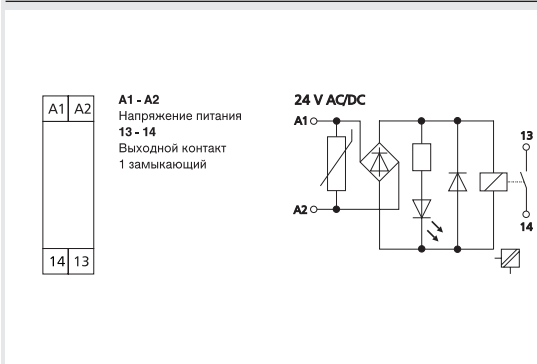 A1 A2
14 13
A1 - A2
Напряжение питания
13 - 14
Выходной контакт
1 замыкающий
24 V AC/DC
A1
A2
13
14